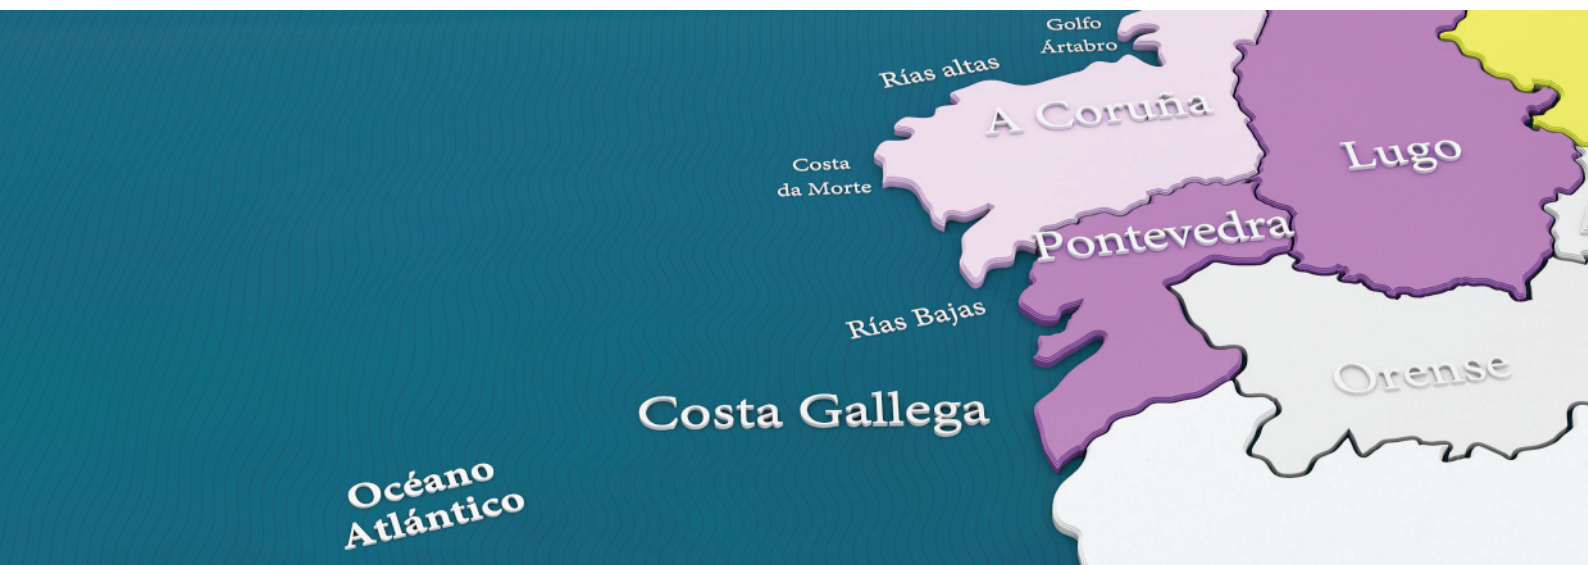 Golfo
Ártabro
Rías altas
A Coruña
Lugo
Costa
da Morte
Pontevedra
Rías Bajas
Orense
Costa Gallega
Océano
Atlántico